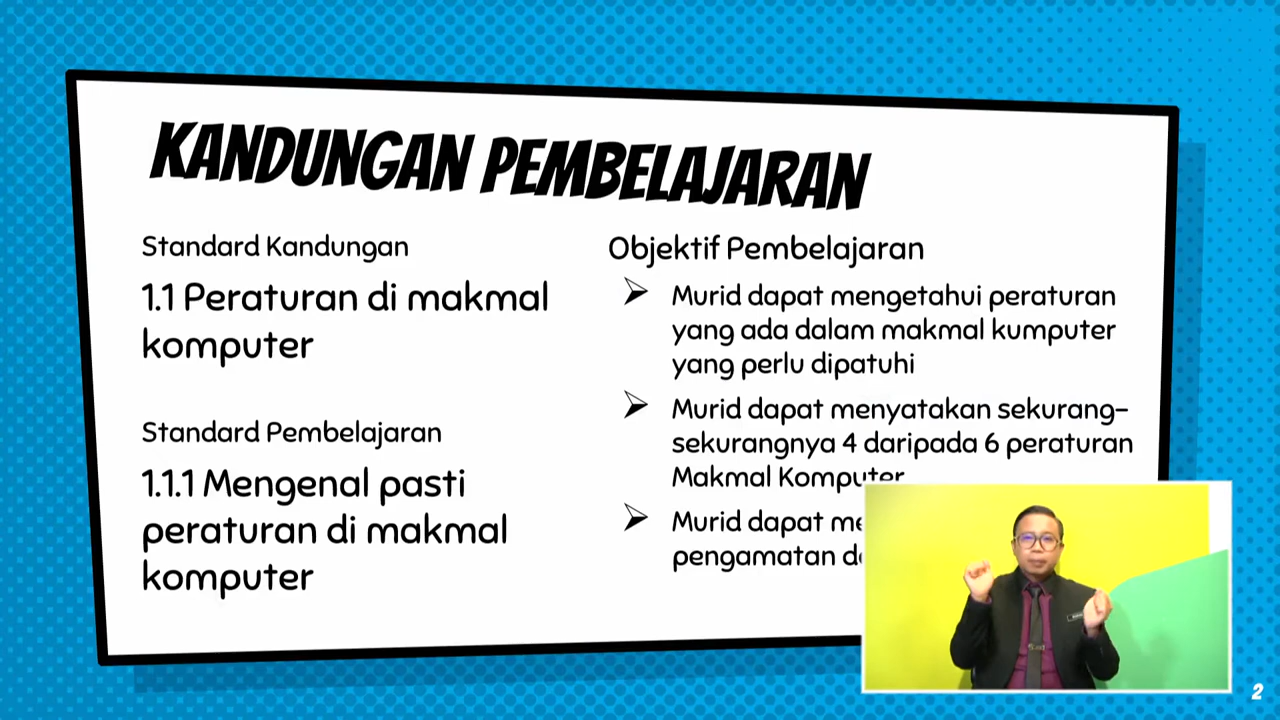 KANDUNGAN PEMBELAJARAN
Standard Kandungan
1.1 Peraturan di makmal
komputer
Standard Pembelajaran
1.1.1 Mengenal pasti
peraturan di makmal
komputer
Objektif Pembelajaran
Murid dapat mengetahui peraturan
yang ada dalam makmal kumputer
yang perlu dipatuhi
Murid dapat menyatakan sekurang-
sekurangnya 4 daripada 6 peraturan
Makmal Komputer
Murid dapat
pengamatan
2